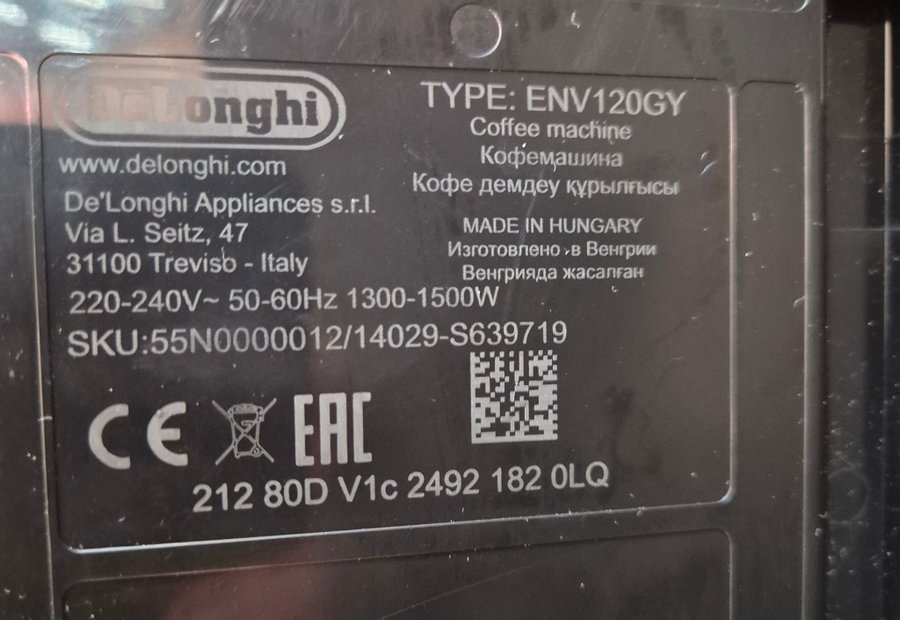 De'Longhi
www.delonghi.com
De'Longhi Appliances s.r.l.
Via L. Seitz, 47
31100 Treviso - Italy
220-240V~ 50-60Hz 1300-1500W
SKU:55N0000012/14029-S639719
TYPE: ENV120GY
Coffee machine
Кофемашина
Кофе демдеу құрылғысы
MADE IN HUNGARY
Изготовлено в Венгрии
Венгрияда жасалған
CE
EAC
212 80D V1c 2492 182 0LQ